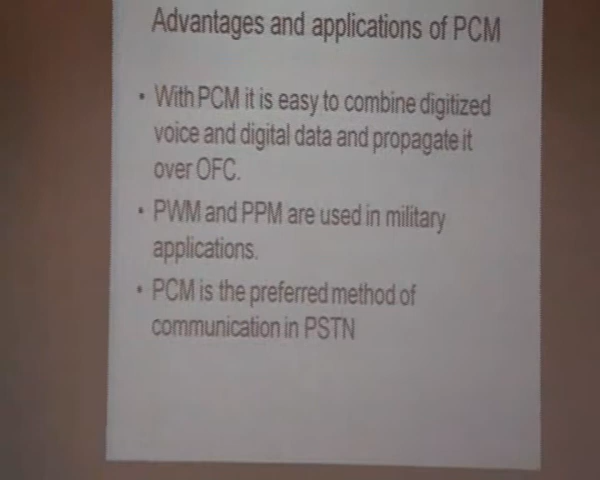 Advantages and applications of PCM
• With PCM it is easy to combine digitized
voice and digital data and propagate it
over OFC.
• PWM and PPM are used in military
applications.
• PCM is the preferred method of
communication in PSTN